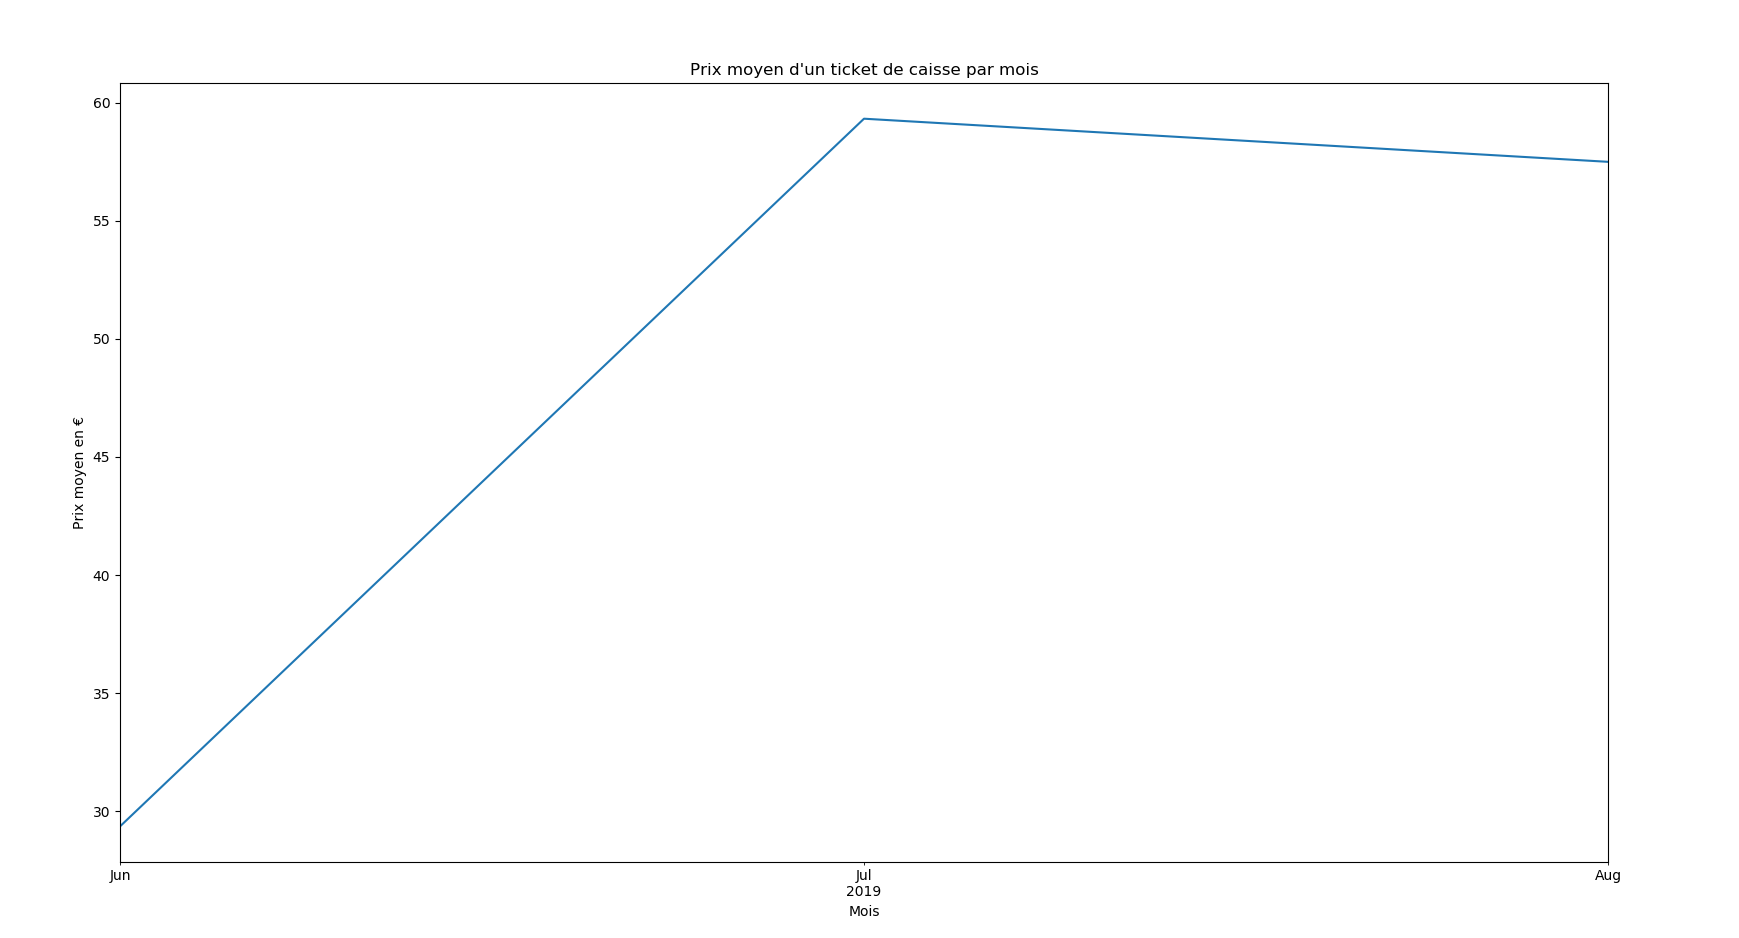 Prix moyen d'un ticket de caisse par mois
60
55
50
45
40
35
30
Prix moyen en €
Jun
Jul
Aug
2019
Mois